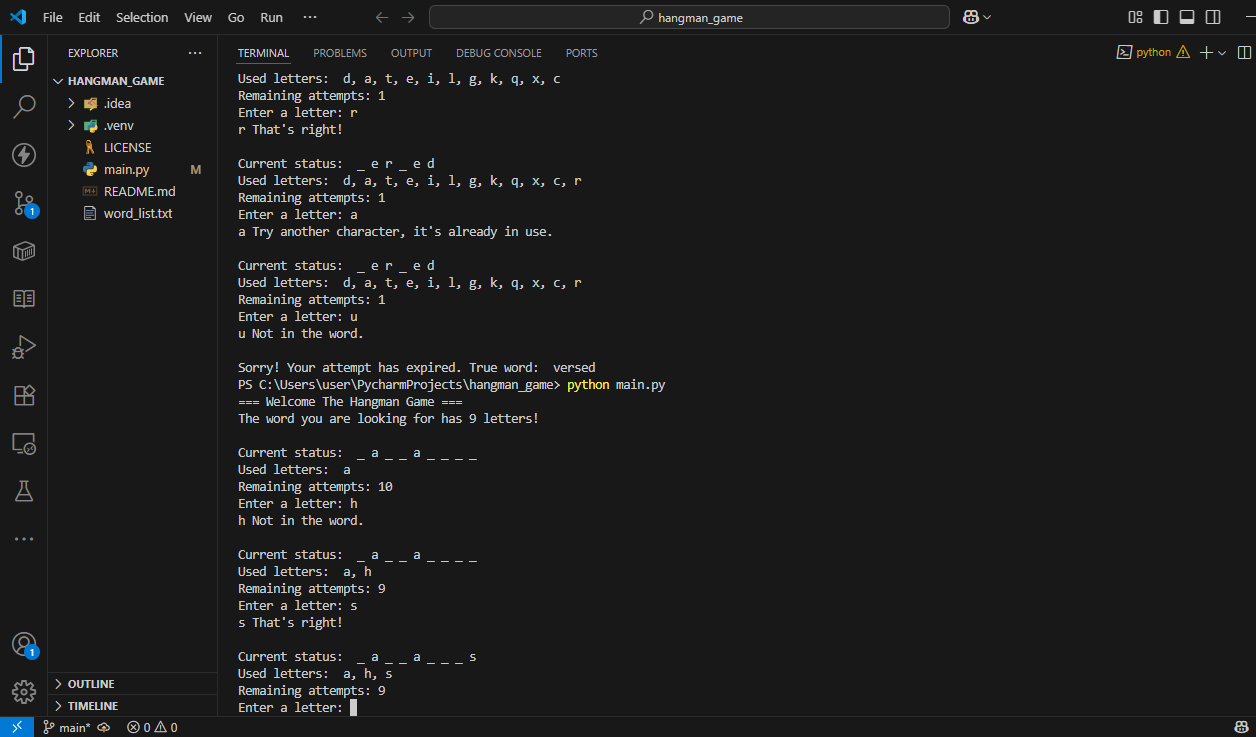 File Edit Selection View Go Run ···
hangman_game
EXPLORER ···
HANGMAN_GAME
.idea
.venv
LICENSE
main.py M
README.md
word_list.txt
OUTLINE
TIMELINE
1
1
TERMINAL PROBLEMS OUTPUT DEBUG CONSOLE PORTS
python
Used letters:  d, a, t, e, i, l, g, k, q, x, c
Remaining attempts: 1
Enter a letter: r
r That's right!
Current status:  _ e r _ e d
Used letters:  d, a, t, e, i, l, g, k, q, x, c, r
Remaining attempts: 1
Enter a letter: a
a Try another character, it's already in use.
Current status:  _ e r _ e d
Used letters:  d, a, t, e, i, l, g, k, q, x, c, r
Remaining attempts: 1
Enter a letter: u
u Not in the word.
Sorry! Your attempt has expired. True word:  versed
PS C:\Users\user\PycharmProjects\hangman_game> python main.py
=== Welcome The Hangman Game ===
The word you are looking for has 9 letters!
Current status:  _ a _ _ a _ _ _ _
Used letters:  a
Remaining attempts: 10
Enter a letter: h
h Not in the word.
Current status:  _ a _ _ a _ _ _ _
Used letters:  a, h
Remaining attempts: 9
Enter a letter: s
s That's right!
Current status:  _ a _ _ a _ _ _ s
Used letters:  a, h, s
Remaining attempts: 9
Enter a letter:
main* 0 0